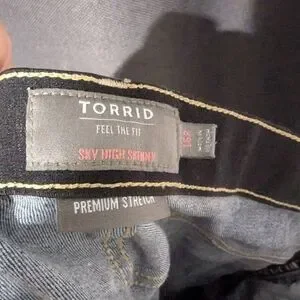 TORRID
FEEL THE FIT
SKY HIGH SKINNY
PREMIUM STRETCH